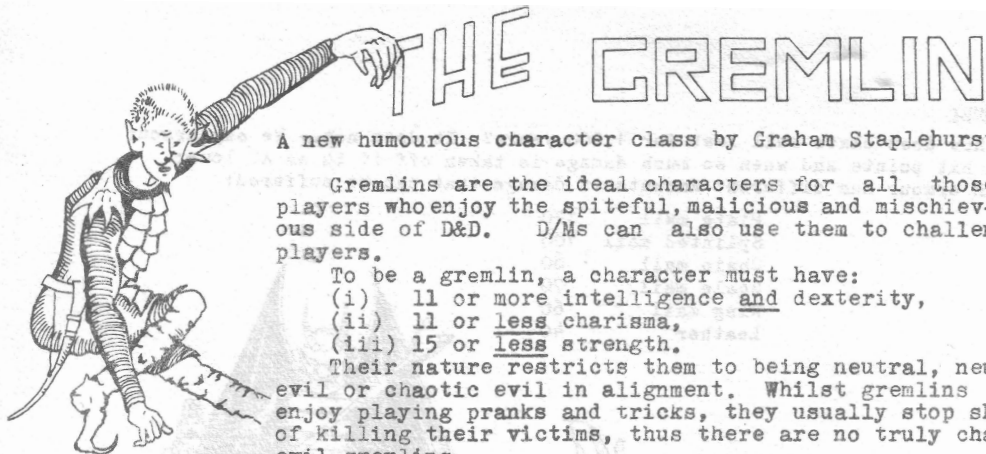 THE GREMLIN
A new humourous character class by Graham Staplehurst
Gremlins are the ideal characters for all those
players who enjoy the spiteful, malicious and mischiev-
ous side of D&D. D/Ms can also use them to challen
players.
To be a gremlin, a character must have:
(i) 11 or more intelligence and dexterity,
(ii) 11 or less charisma,
(iii) 15 or less strength.
Their nature restricts them to being neutral, neu
evil or chaotic evil in alignment. Whilst gremlins
enjoy playing pranks and tricks, they usually stop sh
of killing their victims, thus there are no truly cha
evil gremlins.